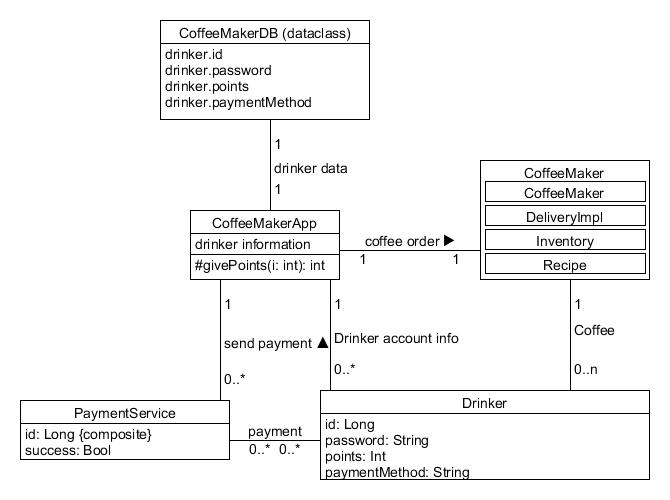 CoffeeMakerDB (dataclass)
drinker.id
drinker.password
drinker.points
drinker.paymentMethod
1
drinker data
1
CoffeeMakerApp
drinker information
#givePoints(i: int): int
coffee order ▶
1 1
CoffeeMaker
CoffeeMaker
DeliveryImpl
Inventory
Recipe
1
send payment ▲
0..*
1
Drinker account info
0..*
1
Coffee
0..n
PaymentService
id: Long {composite}
success: Bool
payment
0..* 0..*
Drinker
id: Long
password: String
points: Int
paymentMethod: String